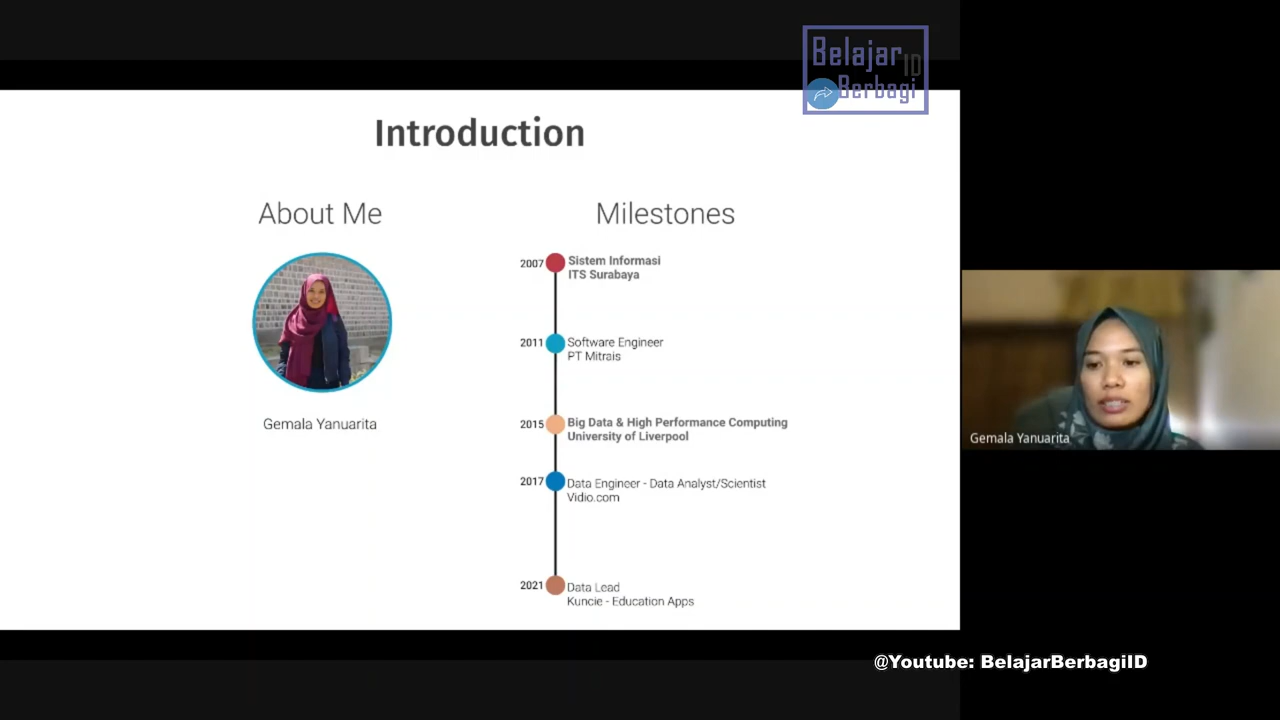 Belajar
ID
Berbagi
Introduction
About Me
Gemala Yanuarita
Milestones
2007
Sistem Informasi
ITS Surabaya
2011
Software Engineer
PT Mitrais
2015
Big Data & High Performance Computing
University of Liverpool
2017
Data Engineer - Data Analyst/Scientist
Vidio.com
2021
Data Lead
Kuncie - Education Apps
Gemala Yanuarita
@Youtube: BelajarBerbagiID